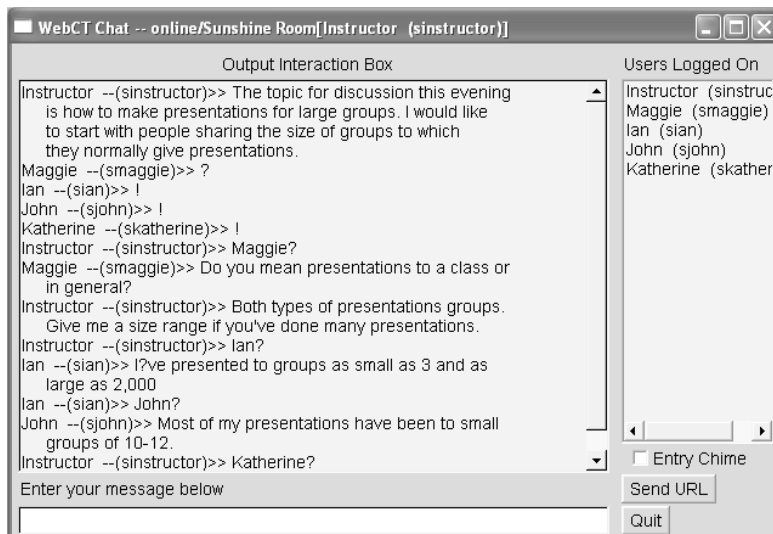 WebCT Chat -- online/Sunshine Room[Instructor (sinstructor)]
Output Interaction Box
Instructor --(sinstructor)>> The topic for discussion this evening
is how to make presentations for large groups. I would like
to start with people sharing the size of groups to which
they normally give presentations.
Maggie --(smaggie)>> ?
Ian --(sian)>> !
John --(sjohn)>> !
Katherine --(skatherine)>> !
Instructor --(sinstructor)>> Maggie?
Maggie --(smaggie)>> Do you mean presentations to a class or
in general?
Instructor --(sinstructor)>> Both types of presentations groups.
Give me a size range if you've done many presentations.
Instructor --(sinstructor)>> Ian?
Ian --(sian)>> I?ve presented to groups as small as 3 and as
large as 2,000
Ian --(sian)>> John?
John --(sjohn)>> Most of my presentations have been to small
groups of 10-12.
Instructor --(sinstructor)>> Katherine?
Enter your message below
Users Logged On
Instructor (sinstruc
Maggie (smaggie)
Ian (sian)
John (sjohn)
Katherine (skather
Entry Chime
Send URL
Quit